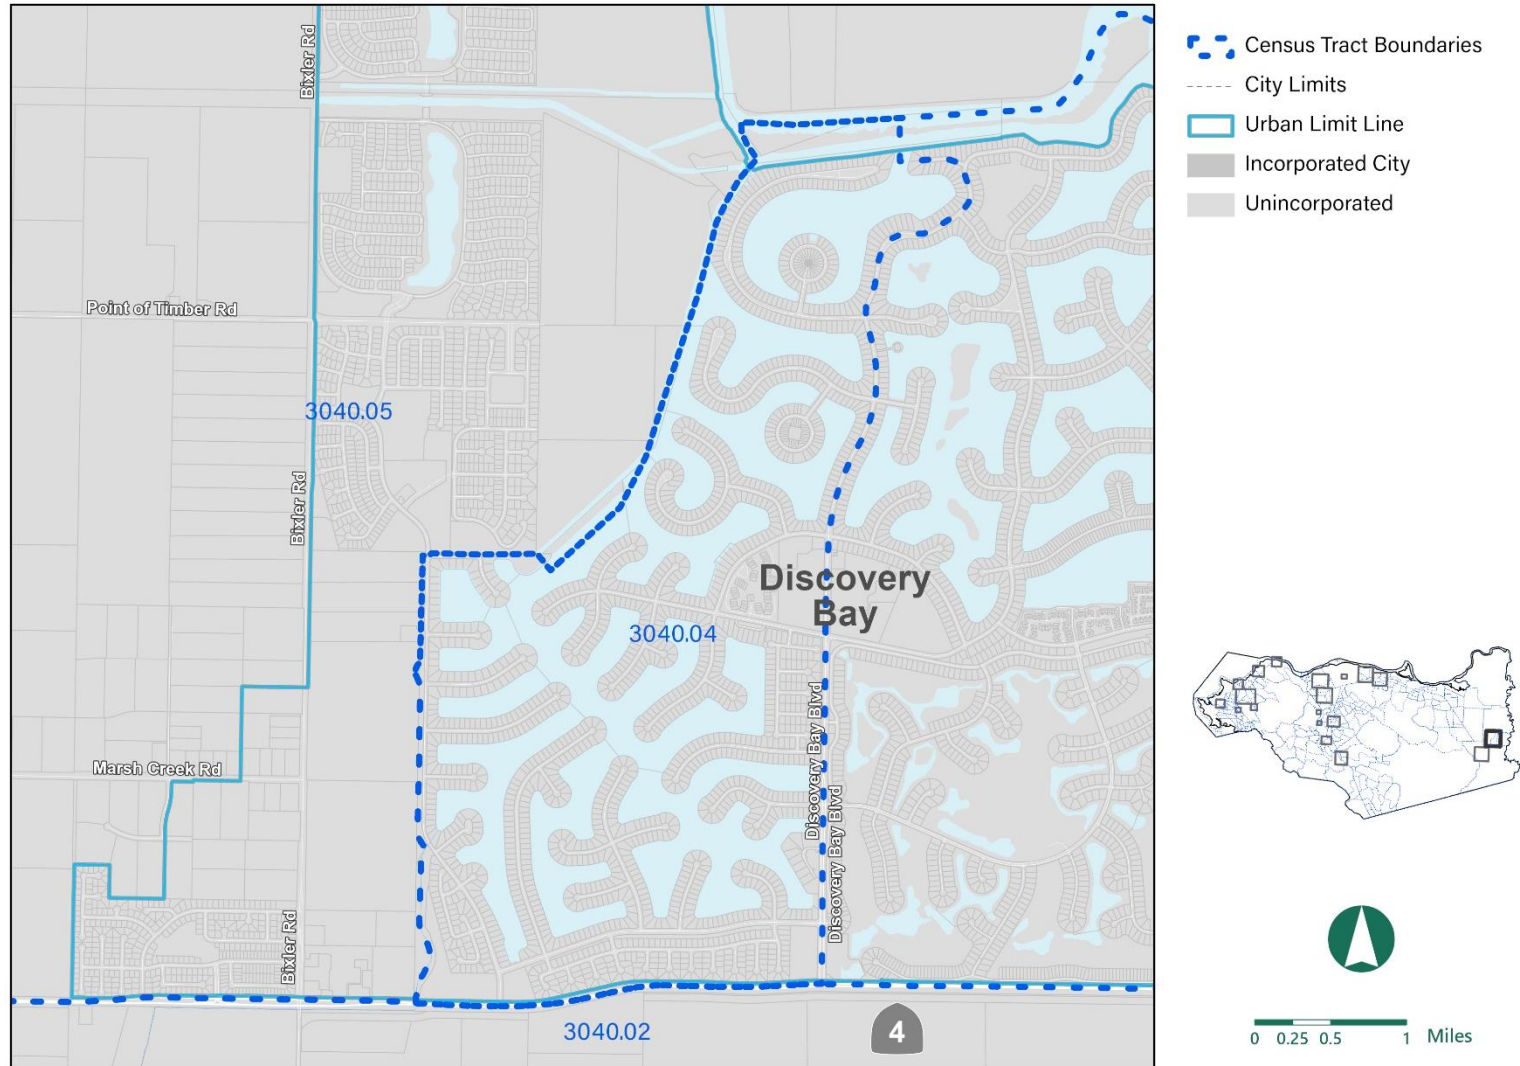 Bixler Rd
Point of Timber Rd
3040.05
Bixler Rd
Discovery
Bay
3040.04
Discovery Bay Blvd
Marsh Creek Rd
Discovery Bay Blvd
Bixler Rd
3040.02
4
Census Tract Boundaries
City Limits
Urban Limit Line
Incorporated City
Unincorporated
0 0.25 0.5 1 Miles